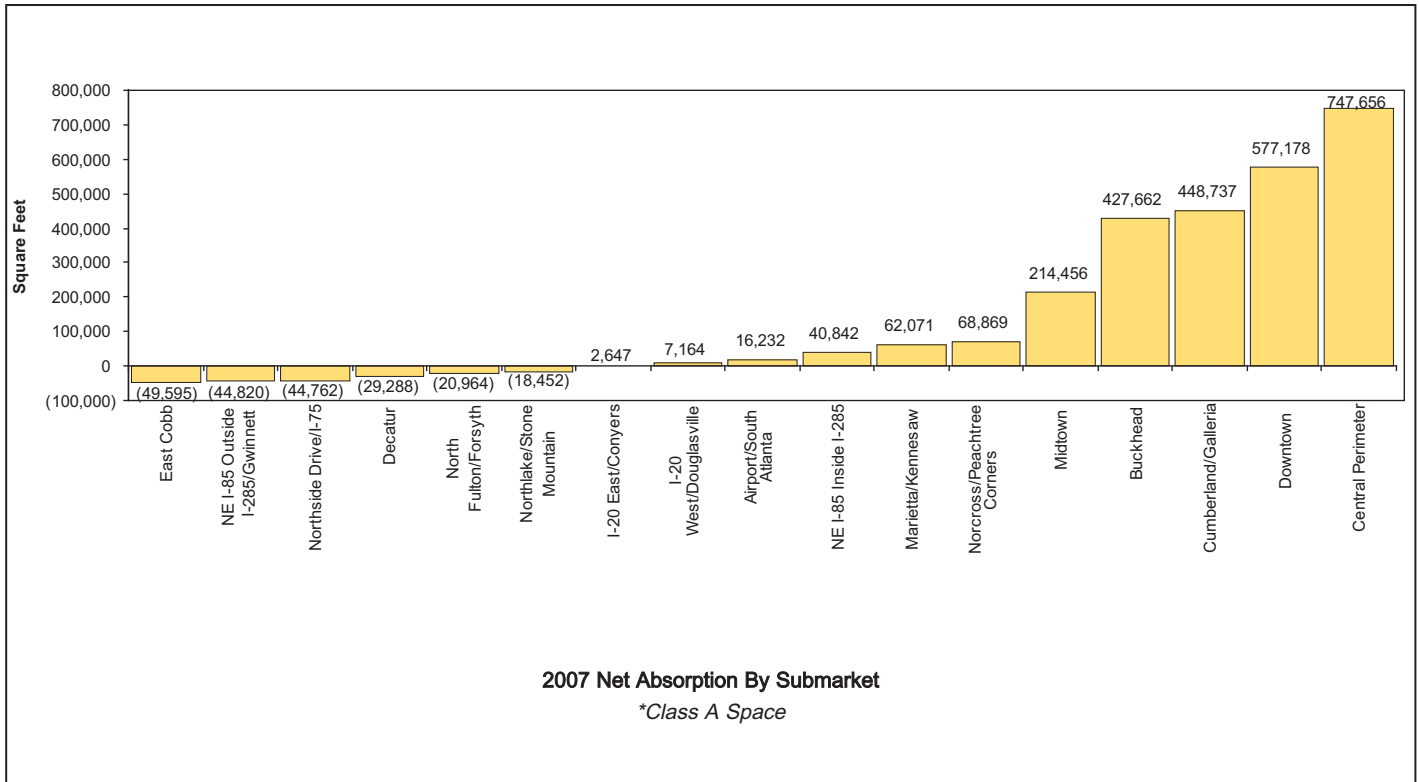 800,000
700,000
600,000
500,000
400,000
300,000
200,000
100,000
0
(100,000)
Square Feet
(49,595)
(44,820)
(44,762)
(29,288)
(20,964)
(18,452)
2,647
7,164
16,232
40,842
62,071
68,869
214,456
427,662
448,737
577,178
747,656
East Cobb
NE I-85 Outside
I-285/Gwinnett
Northside Drive/I-75
Decatur
North
Fulton/Forsyth
Northlake/Stone
Mountain
I-20 East/Conyers
I-20
West/Douglasville
Airport/South
Atlanta
NE I-85 Inside I-285
Marietta/Kennesaw
Norcross/Peachtree
Corners
Midtown
Buckhead
Cumberland/Galleria
Downtown
Central Perimeter
2007 Net Absorption By Submarket
*Class A Space